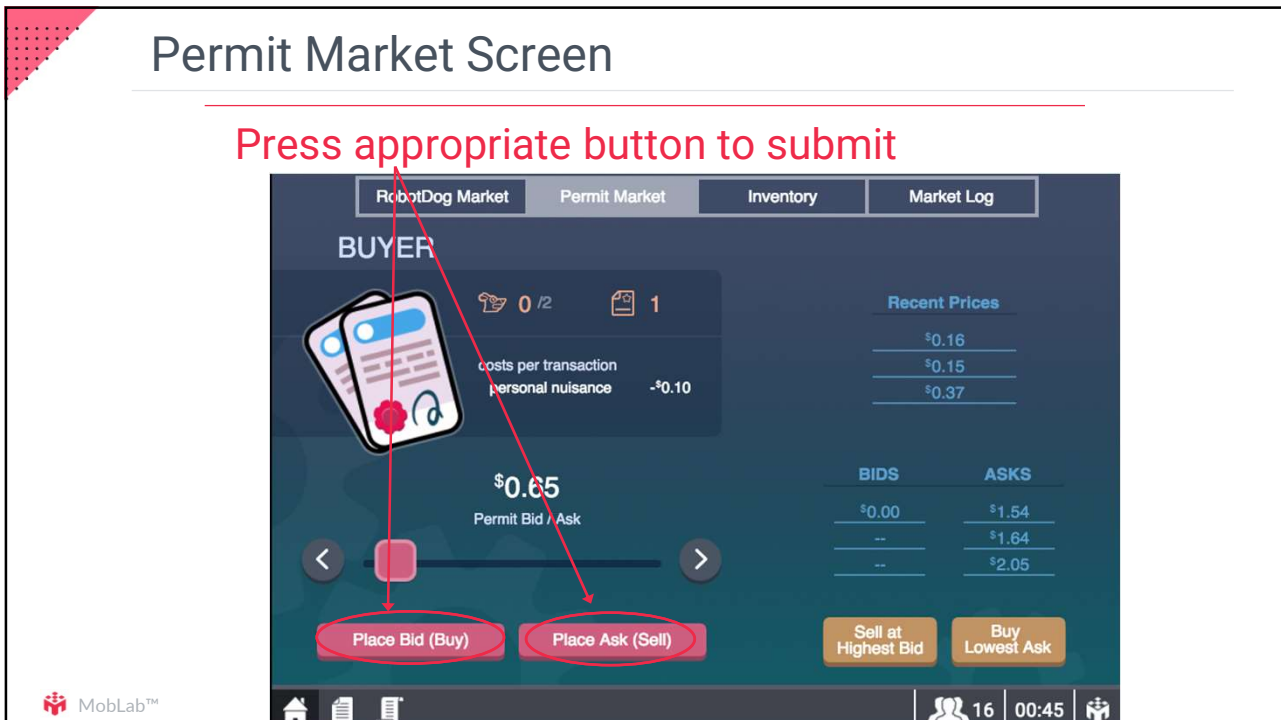 Permit Market Screen
Press appropriate button to submit
RobotDog Market Permit Market Inventory Market Log
BUYER
0 /2 1
costs per transaction
personal nuisance -$0.10
Recent Prices
$0.16
$0.15
$0.37
$0.65
Permit Bid / Ask
BIDS ASKS
$0.00 $1.54
-- $1.64
-- $2.05
Place Bid (Buy) Place Ask (Sell)
Sell at
Highest Bid
Buy
Lowest Ask
MobLab™
16 00:45